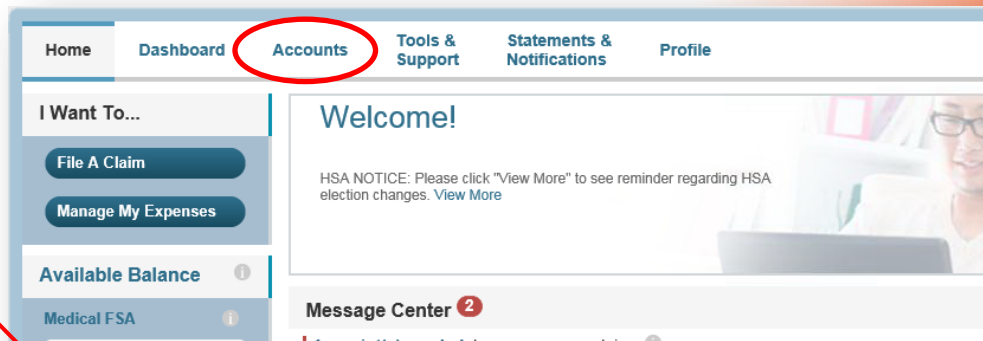 Home Dashboard Accounts Tools & Support Statements & Notifications Profile
I Want To...
File A Claim
Manage My Expenses
Available Balance
Medical FSA
Welcome!
HSA NOTICE: Please click "View More" to see reminder regarding HSA
election changes. View More
Message Center 2